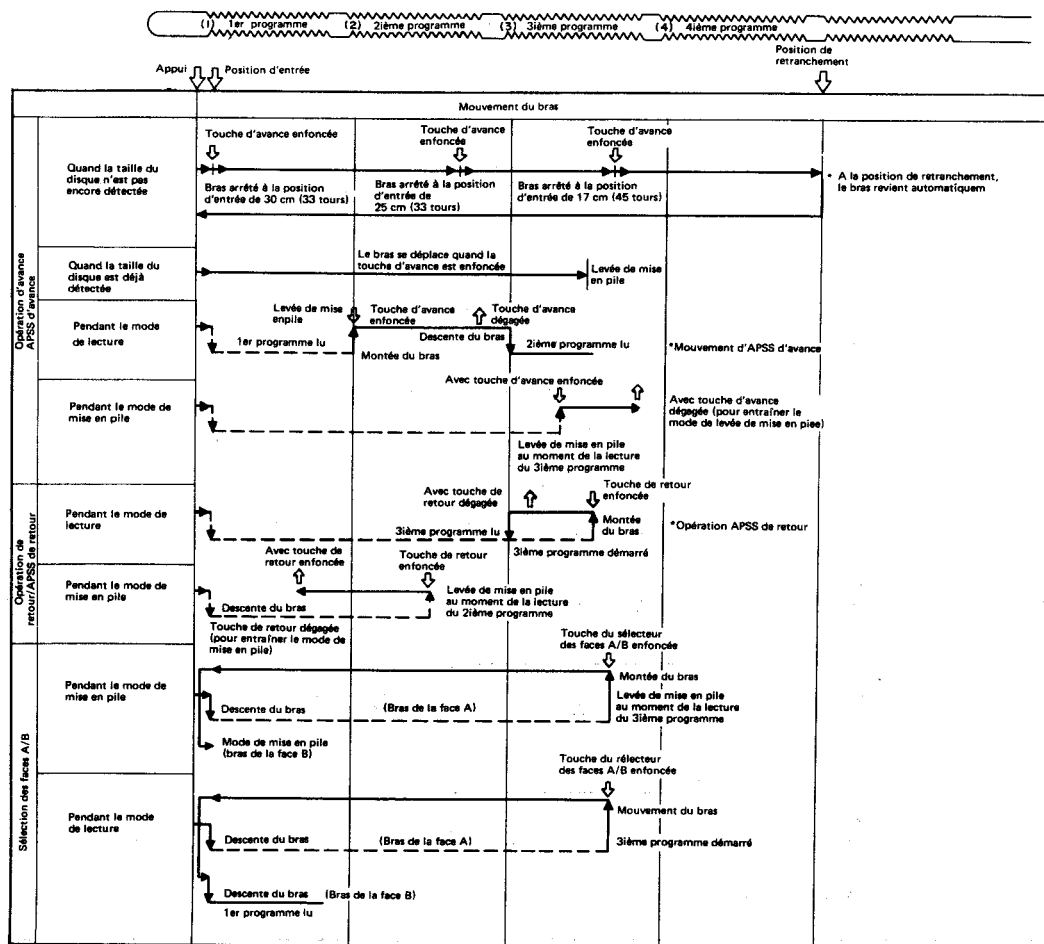 (1) 1er programme (2) 2ième programme (3) 3ième programme (4) 4ième programme
Appui
Position d'entrée
Position de
retranchement
Mouvement du bras
Opération d'avance
APSS d'avance
Quand la taille du
disque n'est pas
encore détectée
Touche d'avance enfoncée
Touche d'avance
enfoncée
Touche d'avance
enfoncée
Bras arrêté à la position
d'entrée de 30 cm (33 tours)
Bras arrêté à la position
d'entrée de
25 cm (33 tours)
Bras arrêté à la position
d'entrée de 17 cm (45 tours)
* A la position de retranchement,
le bras revient automatiquem
Quand la taille du
disque est déjà
détectée
Le bras se déplace quand la
touche d'avance est enfoncée
Levée de mise
en pile
Pendant le mode
de lecture
Levée de mise
enpile
Touche d'avance
enfoncée
Touche d'avance
dégagée
Descente du bras
1er programme lu
Montée du bras
2ième programme lu
*Mouvement d'APSS d'avance
Pendant le mode de
mise en pile
Avec touche d'avance enfoncée
Avec touche d'avance
dégagée (pour entraîner le
mode de levée de mise en piee)
Levée de mise en pile
au moment de la lecture
du 3ième programme
Opération de
retour/APSS de retour
Pendant le mode de
lecture
Avec touche de
retour dégagée
Touche de retour
enfoncée
Montée
du bras
3ième programme lu
3ième programme démarré
*Opération APSS de retour
Pendant le mode de
mise en pile
Avec touche de
retour enfoncée
Touche de retour
enfoncée
Descente du bras
Levée de mise en pile
au moment de la lecture
du 2ième programme
Touche de retour dégagée
(pour entraîner le mode de
mise en pile)
Sélection des faces A/B
Pendant le mode de
mise en pile
Touche du sélecteur
des faces A/B enfoncée
Montée du bras
Levée de mise en pile
au moment de la lecture
du 3ième programme
Descente du bras
(Bras de la face A)
Mode de mise en pile
(bras de la face B)
Pendant le mode
de lecture
Touche du rélecteur
des faces A/B enfoncée
Mouvement du bras
Descente du bras
(Bras de la face A)
3ième programme démarré
Descente du bras
(Bras de la face B)
1er programme lu